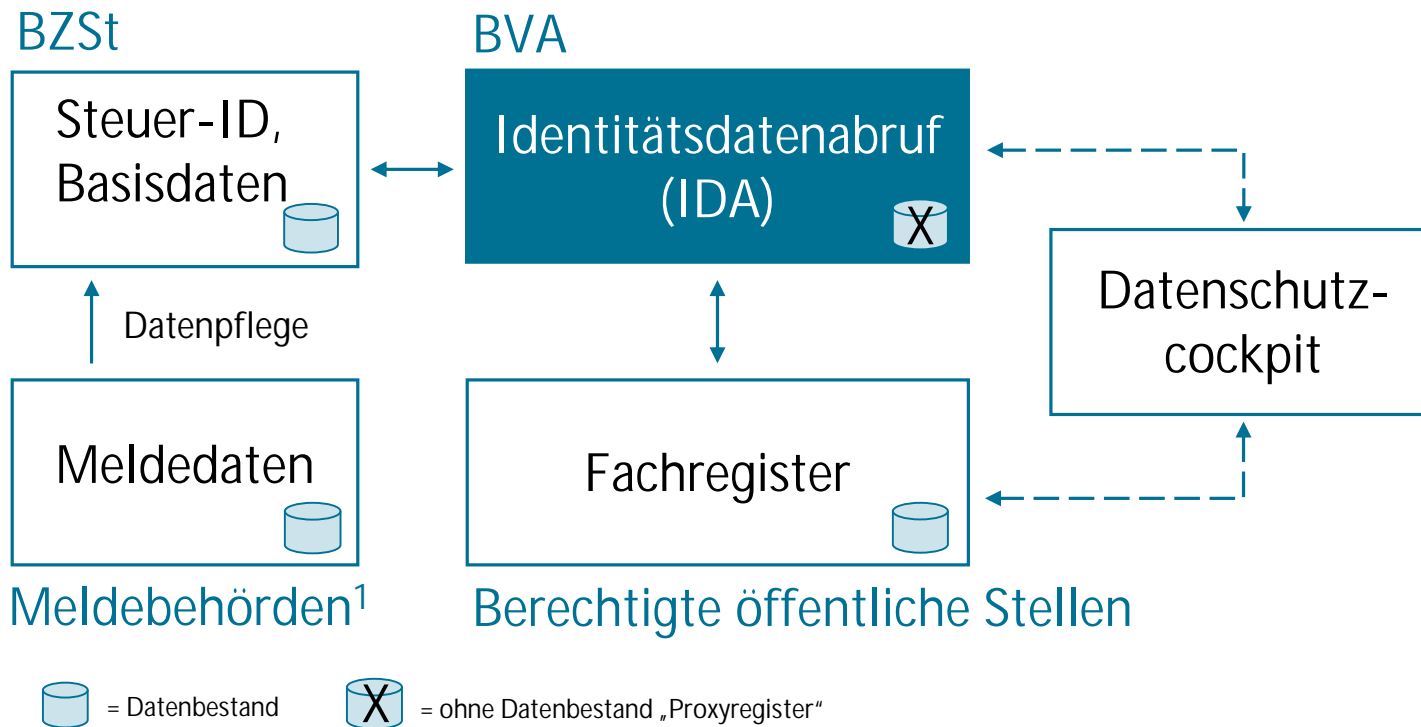 BZSt
BVA
Steuer-ID,
Basisdaten
Identitätsdatenabruf
(IDA)
X
Datenpflege
Datenschutz-
cockpit
Meldedaten
Fachregister
Meldebehörden¹
Berechtigte öffentliche Stellen
= Datenbestand
X
= ohne Datenbestand „Proxyregister“